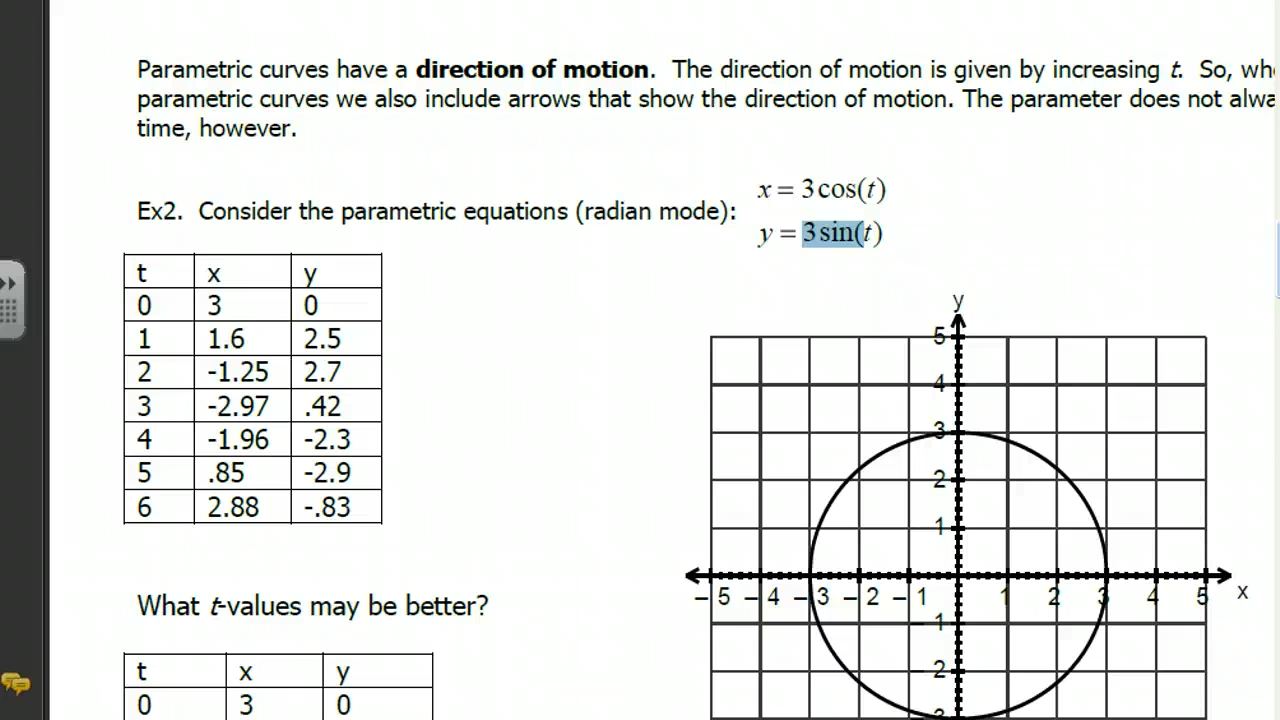 Parametric curves have a direction of motion. The direction of motion is given by increasing t. So,
parametric curves we also include arrows that show the direction of motion. The parameter does not
time, however.
x = 3cos(t)
Ex2. Consider the parametric equations (radian mode):
y = 3sin(t)
t x y
0 3 0
1 1.6 2.5
2 -1.25 2.7
3 -2.97 .42
4 -1.96 -2.3
5 .85 -2.9
6 2.88 -.83
y
5
4
3
2
1
– 5 – 4 – 3 – 2 – 1 1 2 3 4 5 x
– 1
2
What t-values may be better?
t x y
0 3 0